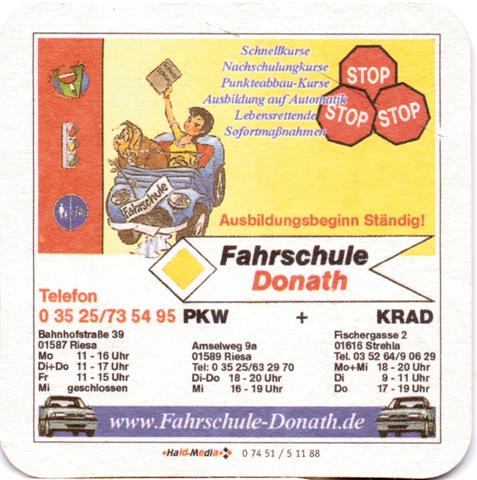 Schnellkurse
Nachschulungkurse
Punkteabbau-Kurse
Ausbildung auf Automatik
Lebensrettende
Sofortmaßnahmen
STOP
STOP STOP
Fahrschule
Ausbildungsbeginn Ständig!
Fahrschule
Donath
Telefon
0 35 25/73 54 95 PKW + KRAD
Bahnhofstraße 39
01587 Riesa
Mo 11 - 16 Uhr
Di+Do 11 - 17 Uhr
Fr 11 - 15 Uhr
Mi geschlossen
Amselweg 9a
01589 Riesa
Tel: 0 35 25/63 29 70
Di-Do 18 - 20 Uhr
Mi 16 - 19 Uhr
Fischergasse 2
01616 Strehla
Tel. 03 52 64/9 06 29
Mo+Mi 18 - 20 Uhr
Di 9 - 11 Uhr
Do 17 - 19 Uhr
www.Fahrschule-Donath.de
Hald-Media 0 74 51 / 5 11 88